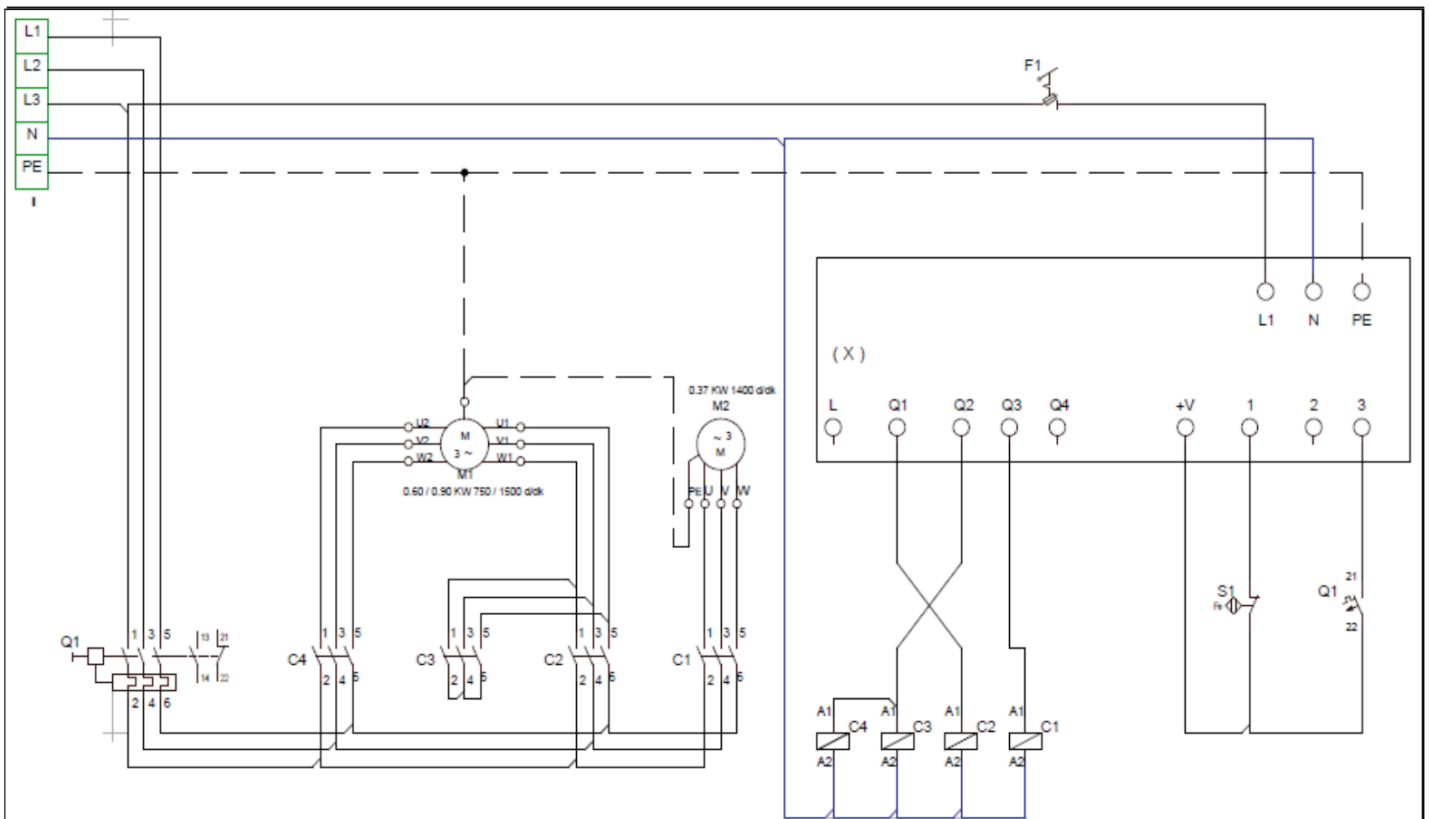 L1
L2
L3
N
PE
F1
L1 N PE
( X )
L Q1 Q2 Q3 Q4 +V 1 2 3
0.37 KW 1400 d/dk
M2
~ 3
M
PE U V W
U2 U1
V2 V1
W2 W1
M
3 ~
M1
0.60 / 0.90 KW 750 / 1500 d/dk
Q1
1 3 5
13 21
14 22
2 4 6
C4
1 3 5
2 4 5
C3
1 3 5
2 4 5
C2
1 3 5
2 4 5
C1
1 3 5
2 4 5
S1
Fe
Q1
21
22
A1 A1 A1 A1
C4 C3 C2 C1
A2 A2 A2 A2